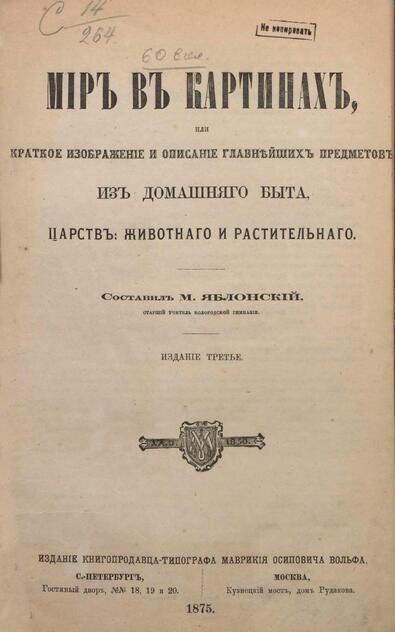 С 14
264
Не копировать
60 экз.
МІРЪ ВЪ КАРТИНАХЪ,
ИЛИ
КРАТКОЕ ИЗОБРАЖЕНІЕ И ОПИСАНІЕ ГЛАВНѢЙШИХЪ ПРЕДМЕТОВЪ
ИЗЪ ДОМАШНЯГО БЫТА,
ЦАРСТВЪ: ЖИВОТНАГО И РАСТИТЕЛЬНАГО.
Составилъ М. ЯБЛОНСКІЙ,
СТАРШІЙ УЧИТЕЛЬ ВОЛОГОДСКОЙ ГИМНАЗІИ.
ИЗДАНІЕ ТРЕТЬЕ.
ИЗДАНІЕ КНИГОПРОДАВЦА-ТИПОГРАФА МАВРИКІЯ ОСИПОВИЧА ВОЛЬФА.
С.-ПЕТЕРБУРГЪ, МОСКВА,
Гостиный дворъ, №№ 18, 19 и 20. Кузнецкій мостъ, домъ Рудакова.
1875.